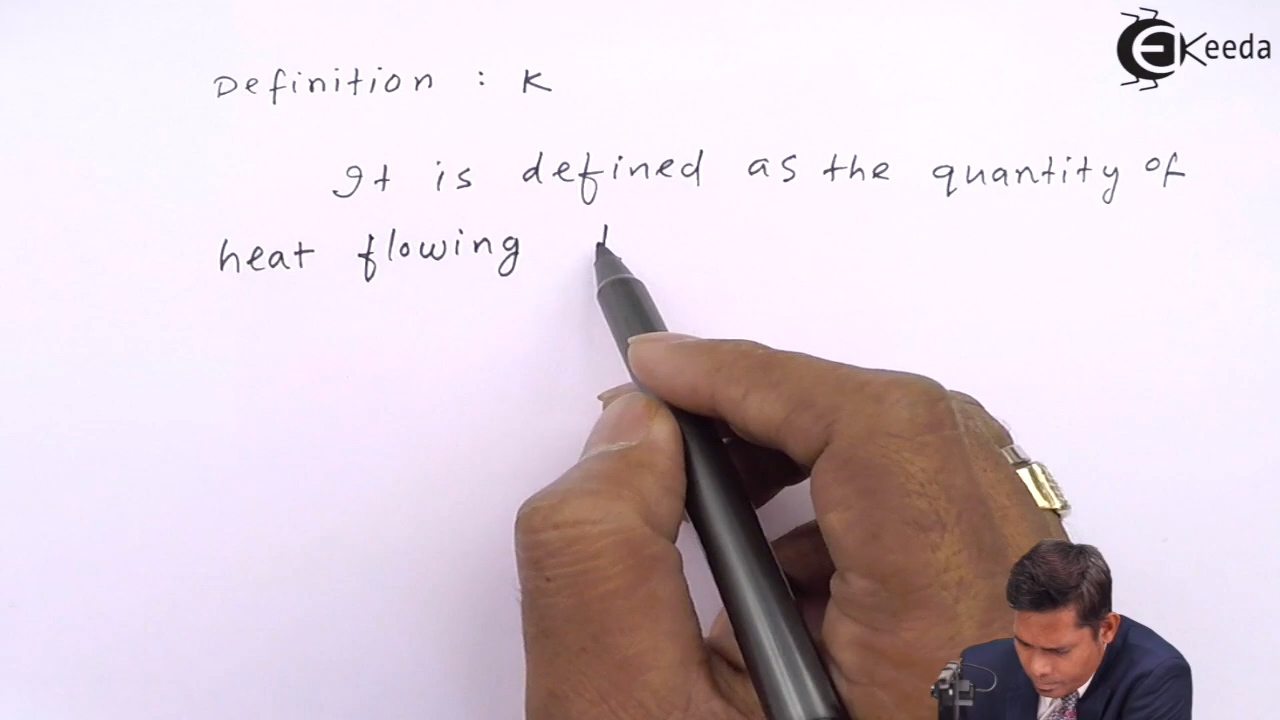 Keeda
Definition : K
It is defined as the quantity of
heat flowing